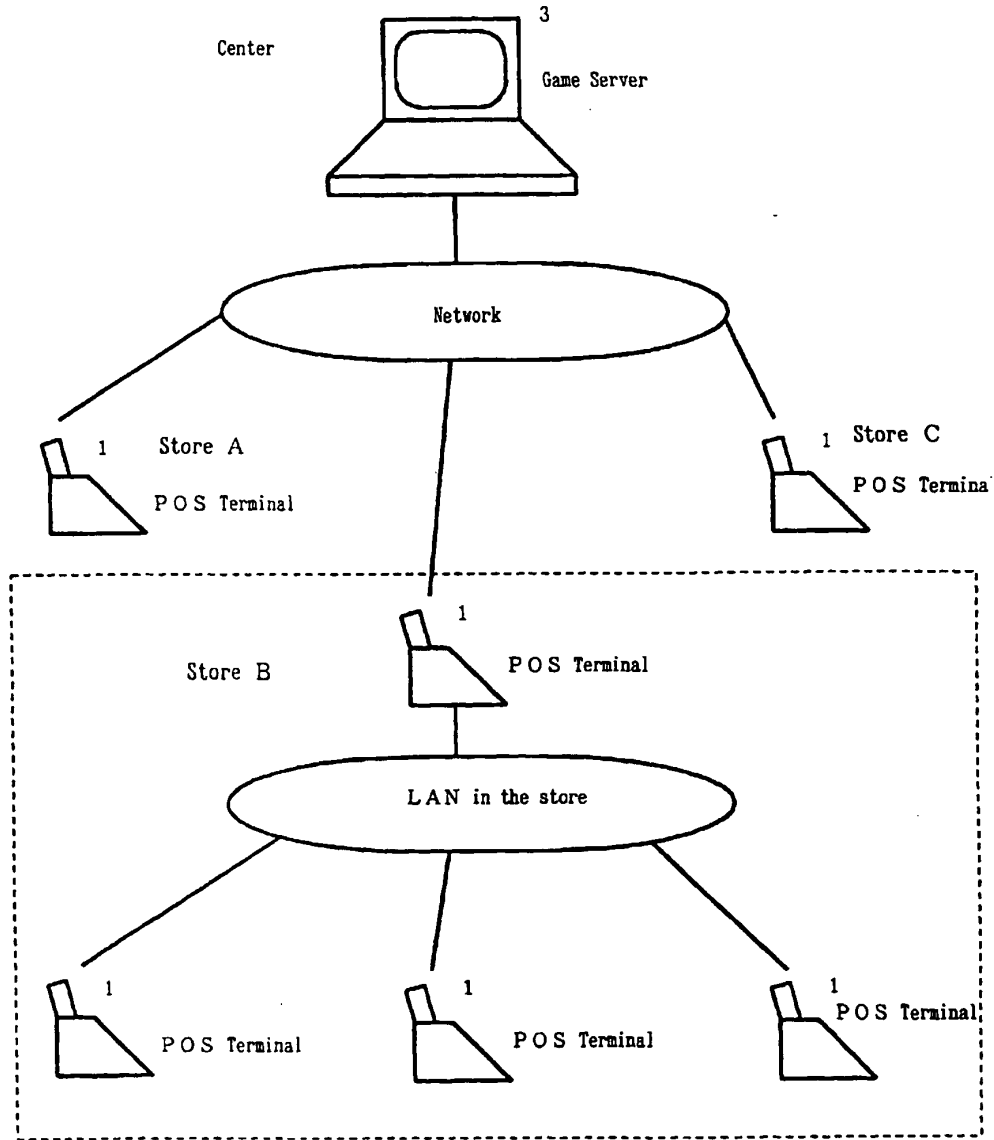 3
Center
Game Server
Network
1 Store A
POS Terminal
1 Store C
POS Terminal
1
Store B
POS Terminal
LAN in the store
1
POS Terminal
1
POS Terminal
1
POS Terminal